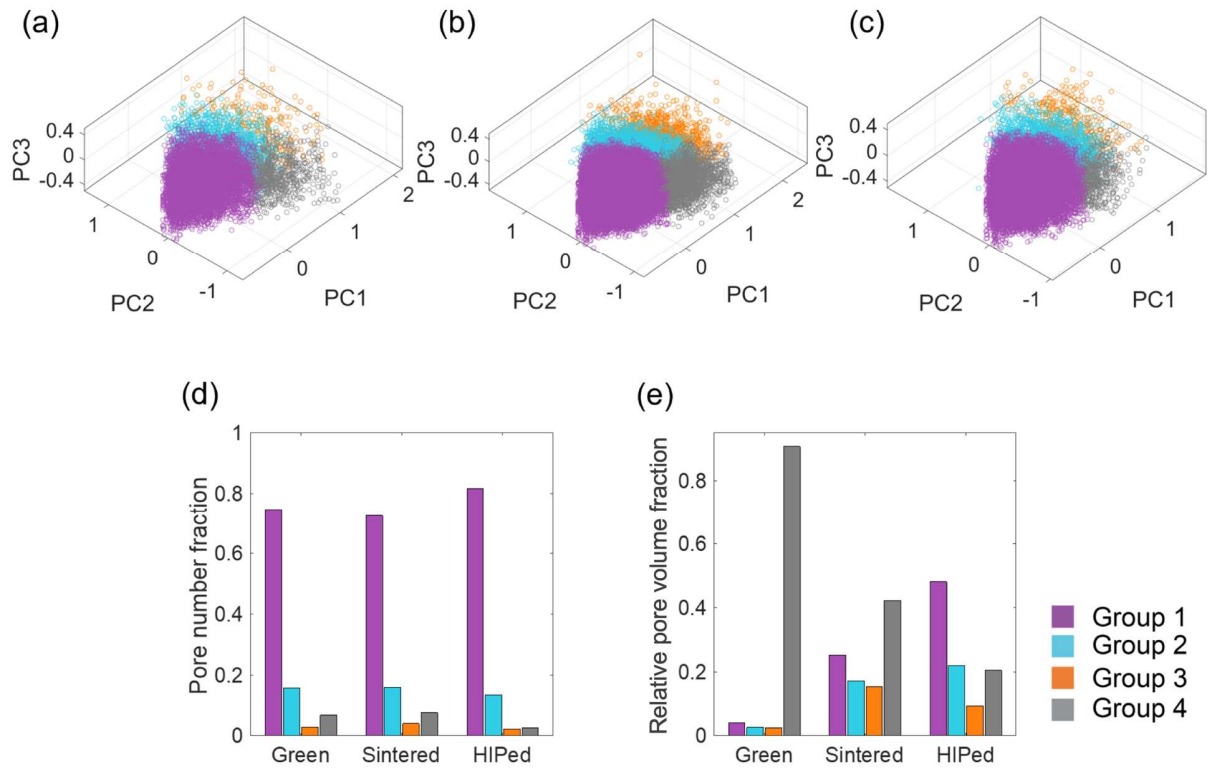 (a)
(b)
(c)
PC3
0.4
0
-0.4
1
0
-1
PC2
0
1
2
PC1
PC3
0.4
0
-0.4
1
0
-1
PC2
0
1
2
PC1
PC3
0.4
0
-0.4
1
0
-1
PC2
0
1
PC1
(d)
Pore number fraction
1
0.8
0.6
0.4
0.2
0
Green Sintered HIPed
(e)
Relative pore volume fraction
0.8
0.6
0.4
0.2
0
Green Sintered HIPed
Group 1
Group 2
Group 3
Group 4